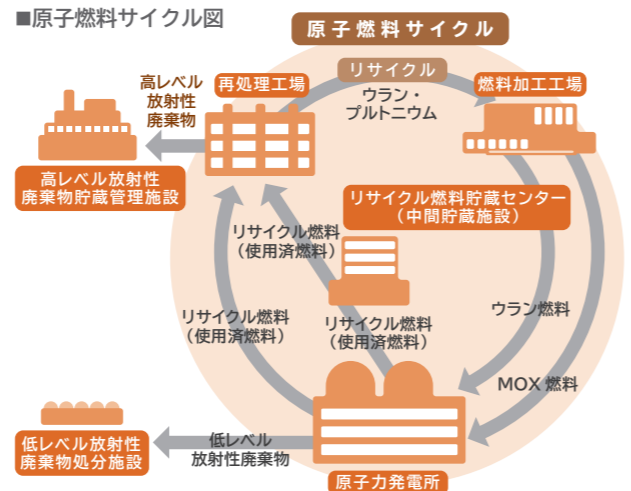 ■原子燃料サイクル図
原子燃料サイクル
リサイクル
ウラン・
プルトニウム
再処理工場
燃料加工工場
高レベル
放射性
廃棄物
高レベル放射性
廃棄物貯蔵管理施設
リサイクル燃料貯蔵センター
（中間貯蔵施設）
リサイクル燃料
（使用済燃料）
リサイクル燃料
（使用済燃料）
リサイクル燃料
（使用済燃料）
ウラン燃料
MOX 燃料
低レベル
放射性廃棄物
低レベル放射性
廃棄物処分施設
原子力発電所